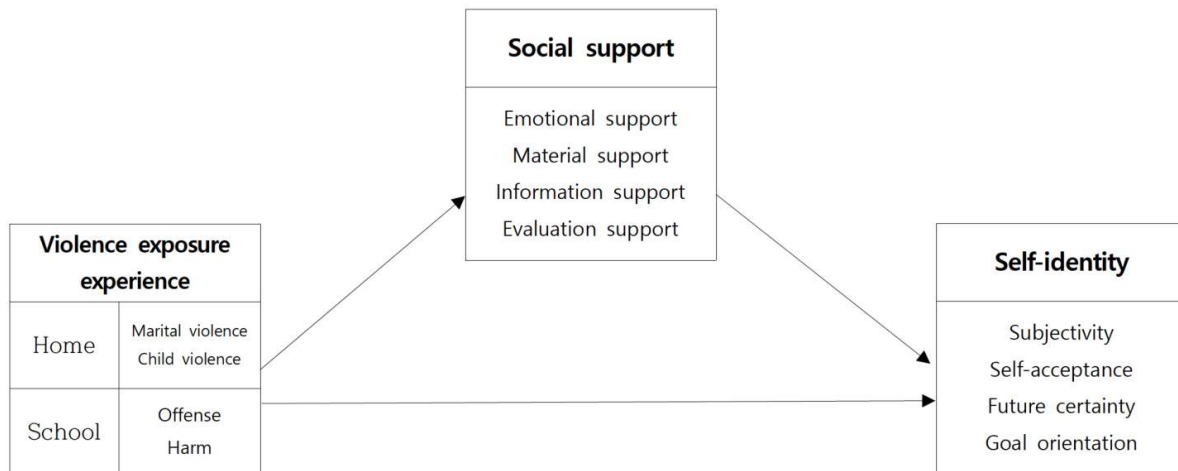 Social support
Emotional support
Material support
Information support
Evaluation support
Violence exposure
experience
Home
Marital violence
Child violence
School
Offense
Harm
Self-identity
Subjectivity
Self-acceptance
Future certainty
Goal orientation